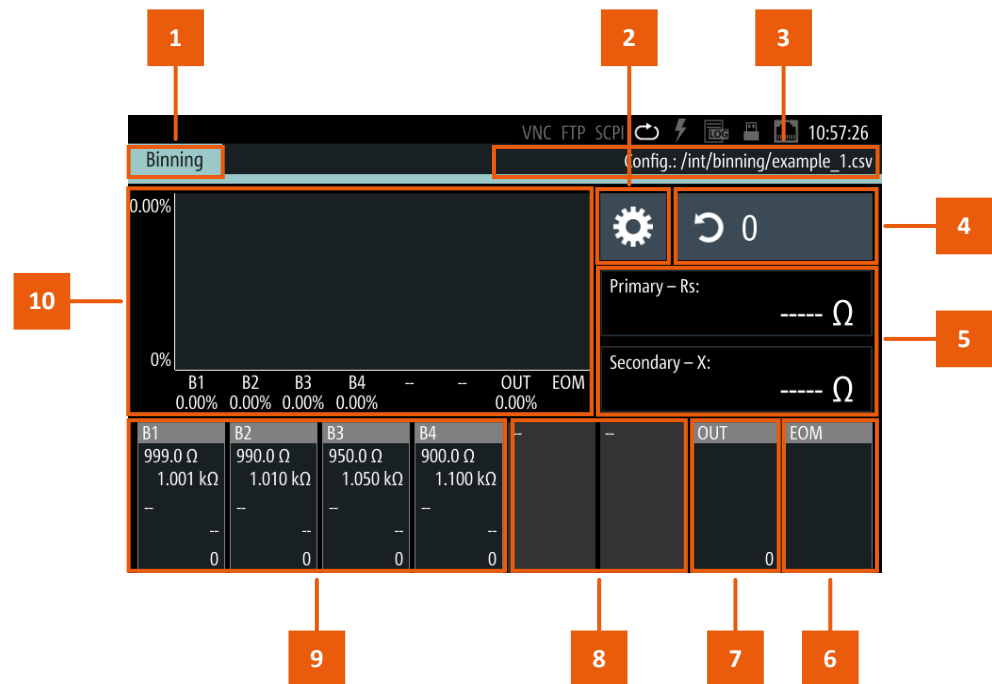 1
2
3
VNC FTP SCPI LOG 10:57:26
Binning
Config.: /int/binning/example_1.csv
0.00%
0 4
Primary – Rs:
----- Ω
10
5
0%
Secondary – X:
----- Ω
B1 B2 B3 B4 -- -- OUT EOM
0.00% 0.00% 0.00% 0.00% 0.00%
B1 B2 B3 B4 -- -- OUT EOM
999.0 Ω 990.0 Ω 950.0 Ω 900.0 Ω
1.001 kΩ 1.010 kΩ 1.050 kΩ 1.100 kΩ
-- -- -- --
-- -- -- --
0 0 0 0 0
9 8 7 6